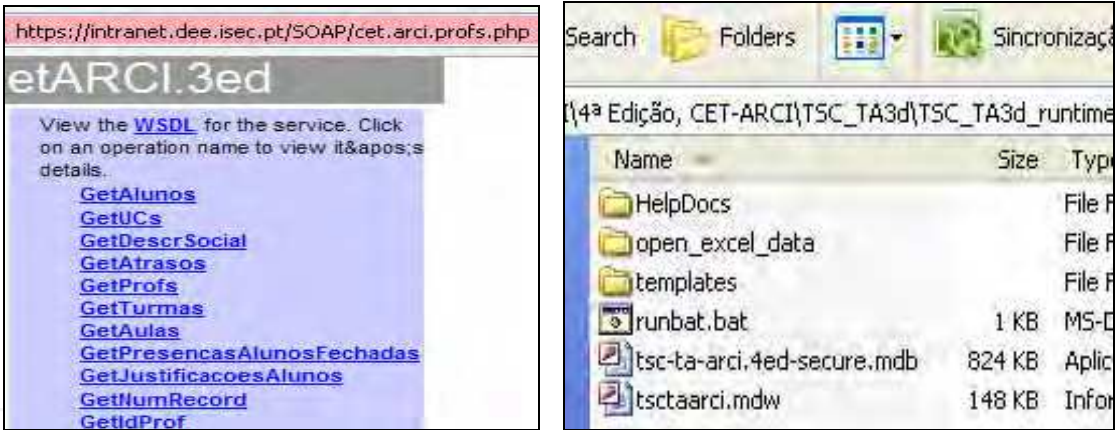 https://intranet.dee.isec.pt/SOAP/cet.arci.profs.php
etARCI.3ed
View the WSDL for the service. Click
on an operation name to view it&apos;s
details.
GetAlunos
GetUCs
GetDescrSocial
GetAtrasos
GetProfs
GetTurmas
GetAulas
GetPresencasAlunosFechadas
GetJustificacoesAlunos
GetNumRecord
GetIdProf
Search Folders Sincronizaçã
\4ª Edição, CET-ARCI\TSC_TA3d\TSC_TA3d_runtime
Name Size Typ
HelpDocs File F
open_excel_data File F
templates File F
runbat.bat 1 KB MS-D
tsc-ta-arci.4ed-secure.mdb 824 KB Aplic
tsctaarci.mdw 148 KB Infor